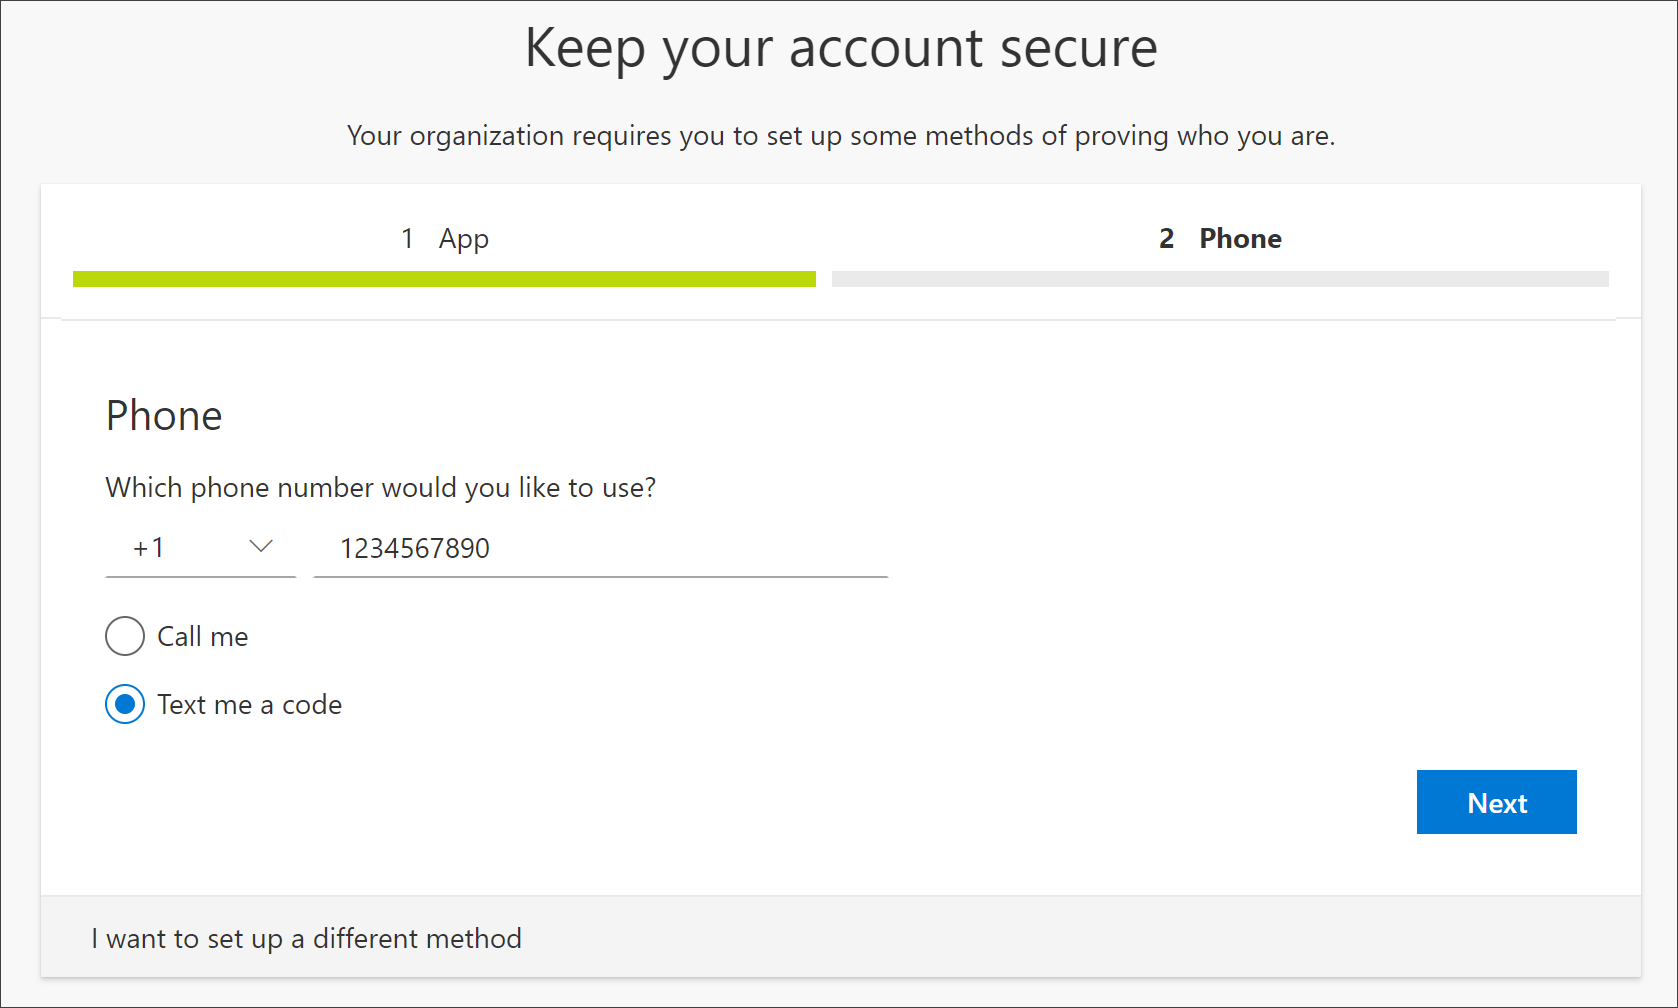 Keep your account secure
Your organization requires you to set up some methods of proving who you are.
1 App
2 Phone
Phone
Which phone number would you like to use?
+1 1234567890
Call me
Text me a code
Next
I want to set up a different method